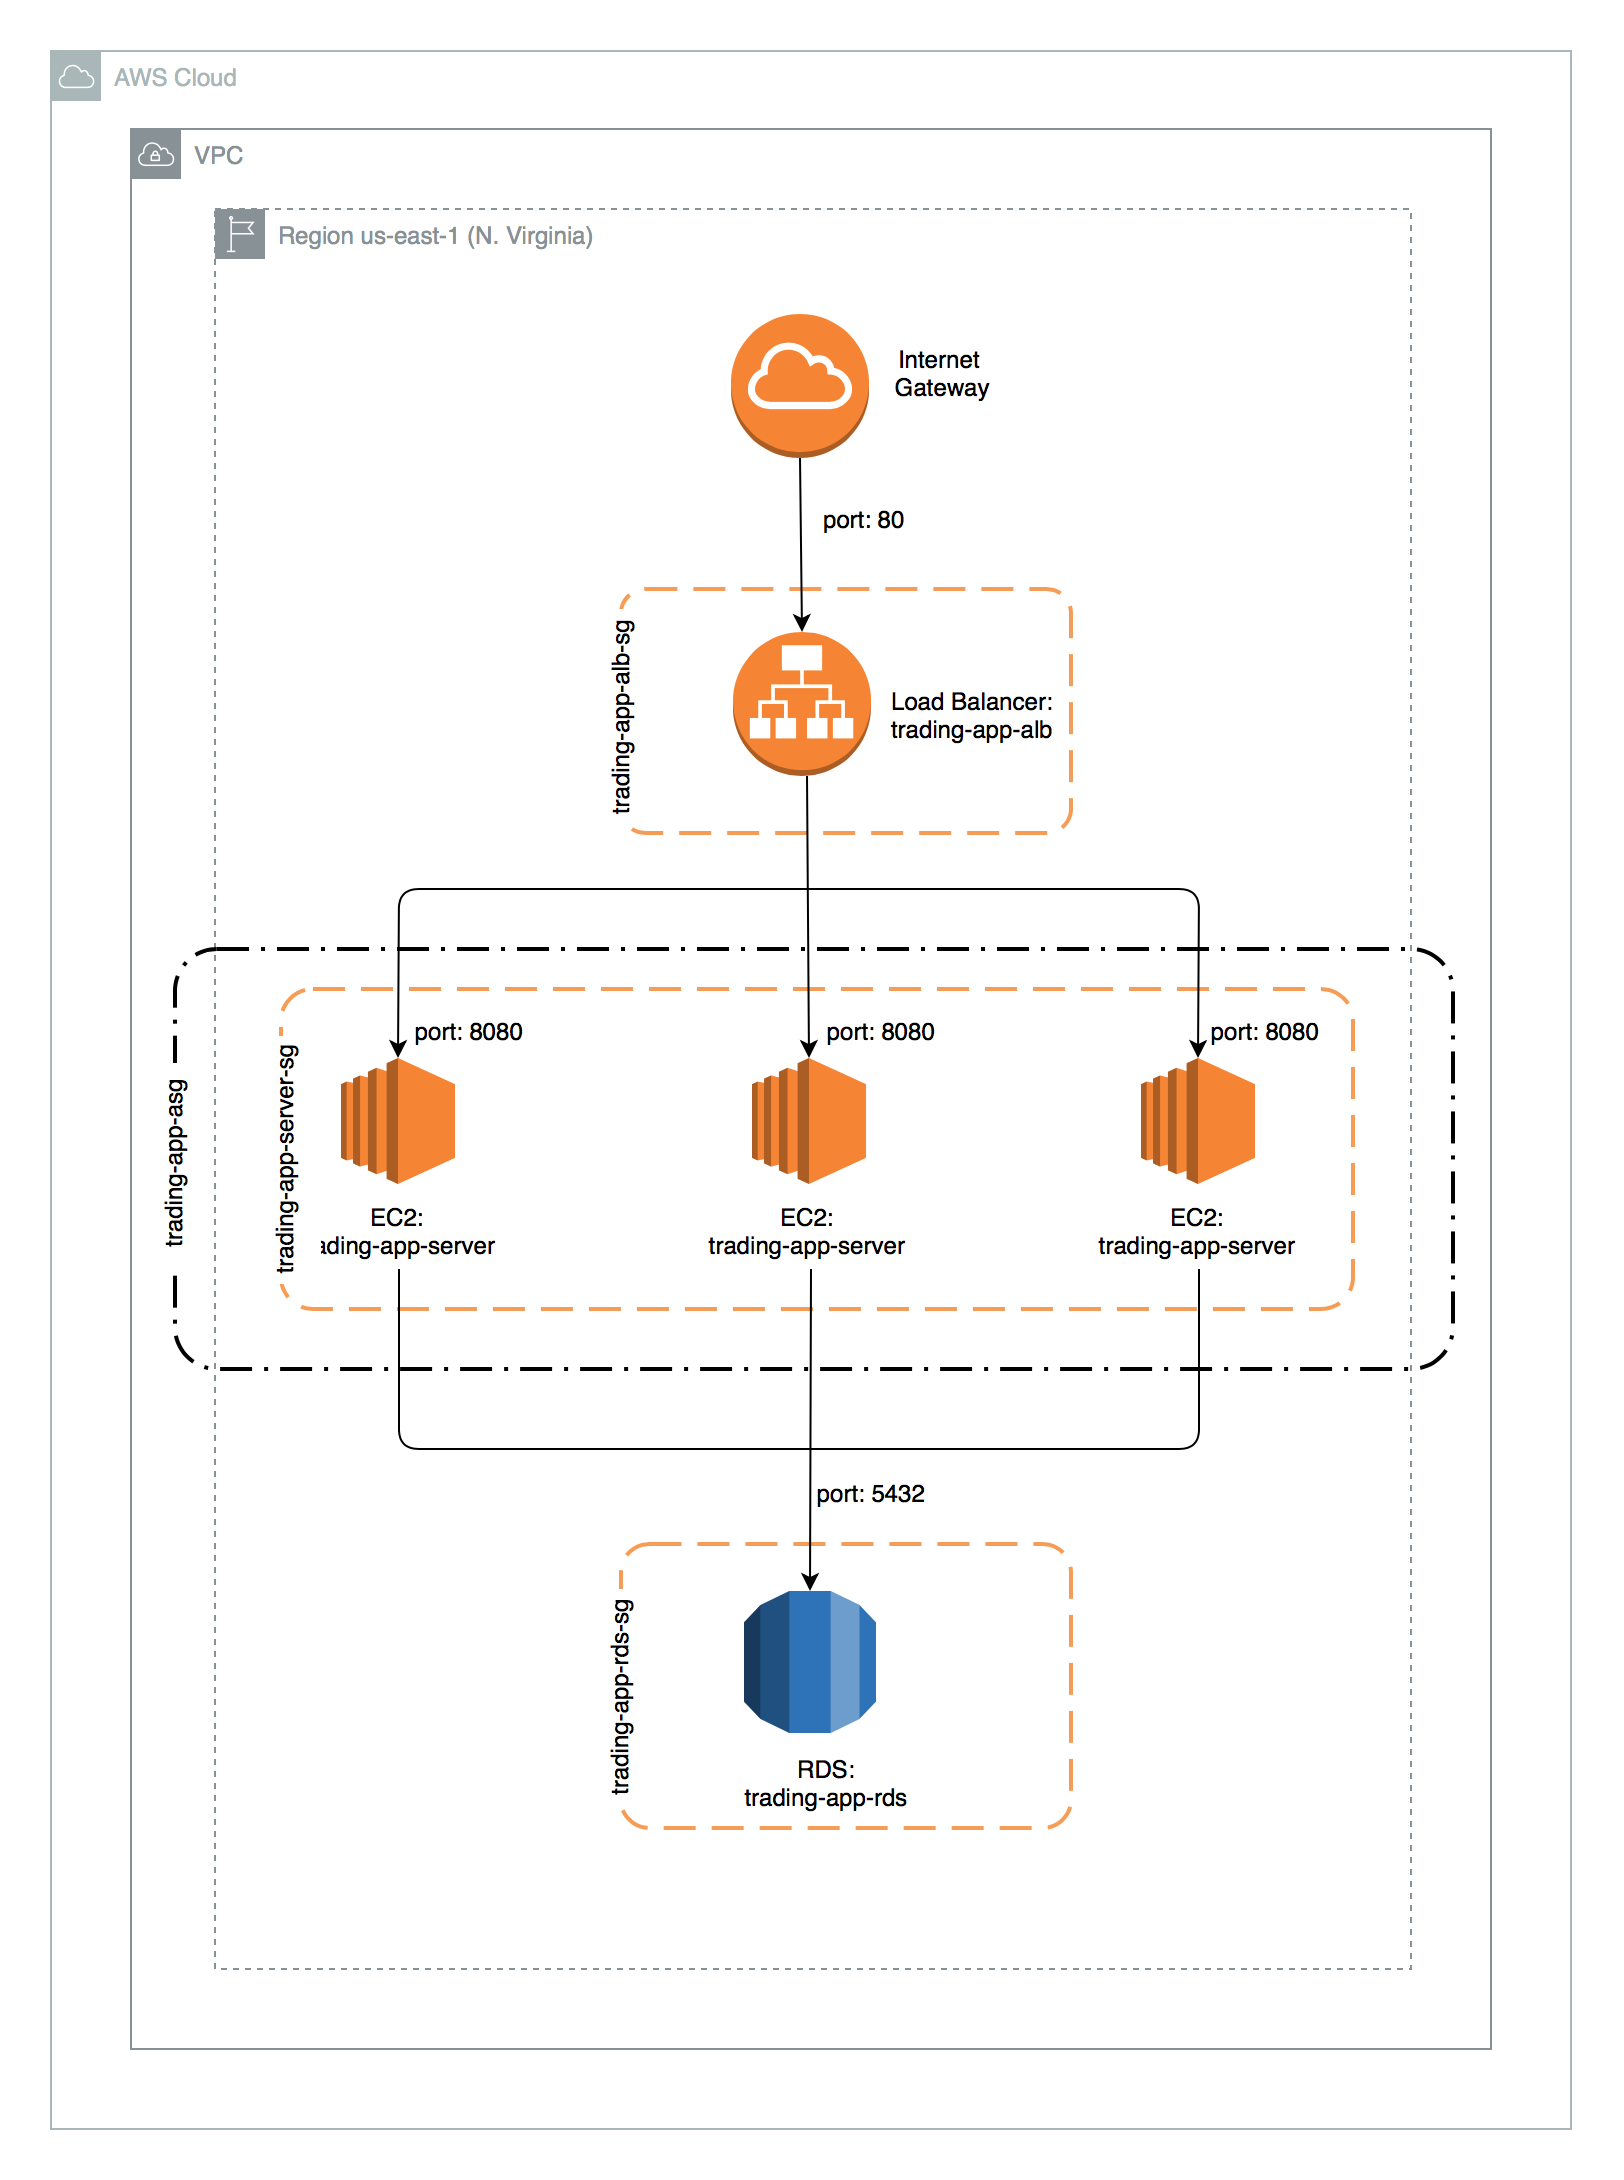 AWS Cloud
VPC
Region us-east-1 (N. Virginia)
Internet
Gateway
port: 80
trading-app-alb-sg
Load Balancer:
trading-app-alb
trading-app-asg
trading-app-server-sg
port: 8080
port: 8080
port: 8080
EC2:
ading-app-server
EC2:
trading-app-server
EC2:
trading-app-server
port: 5432
trading-app-rds-sg
RDS:
trading-app-rds